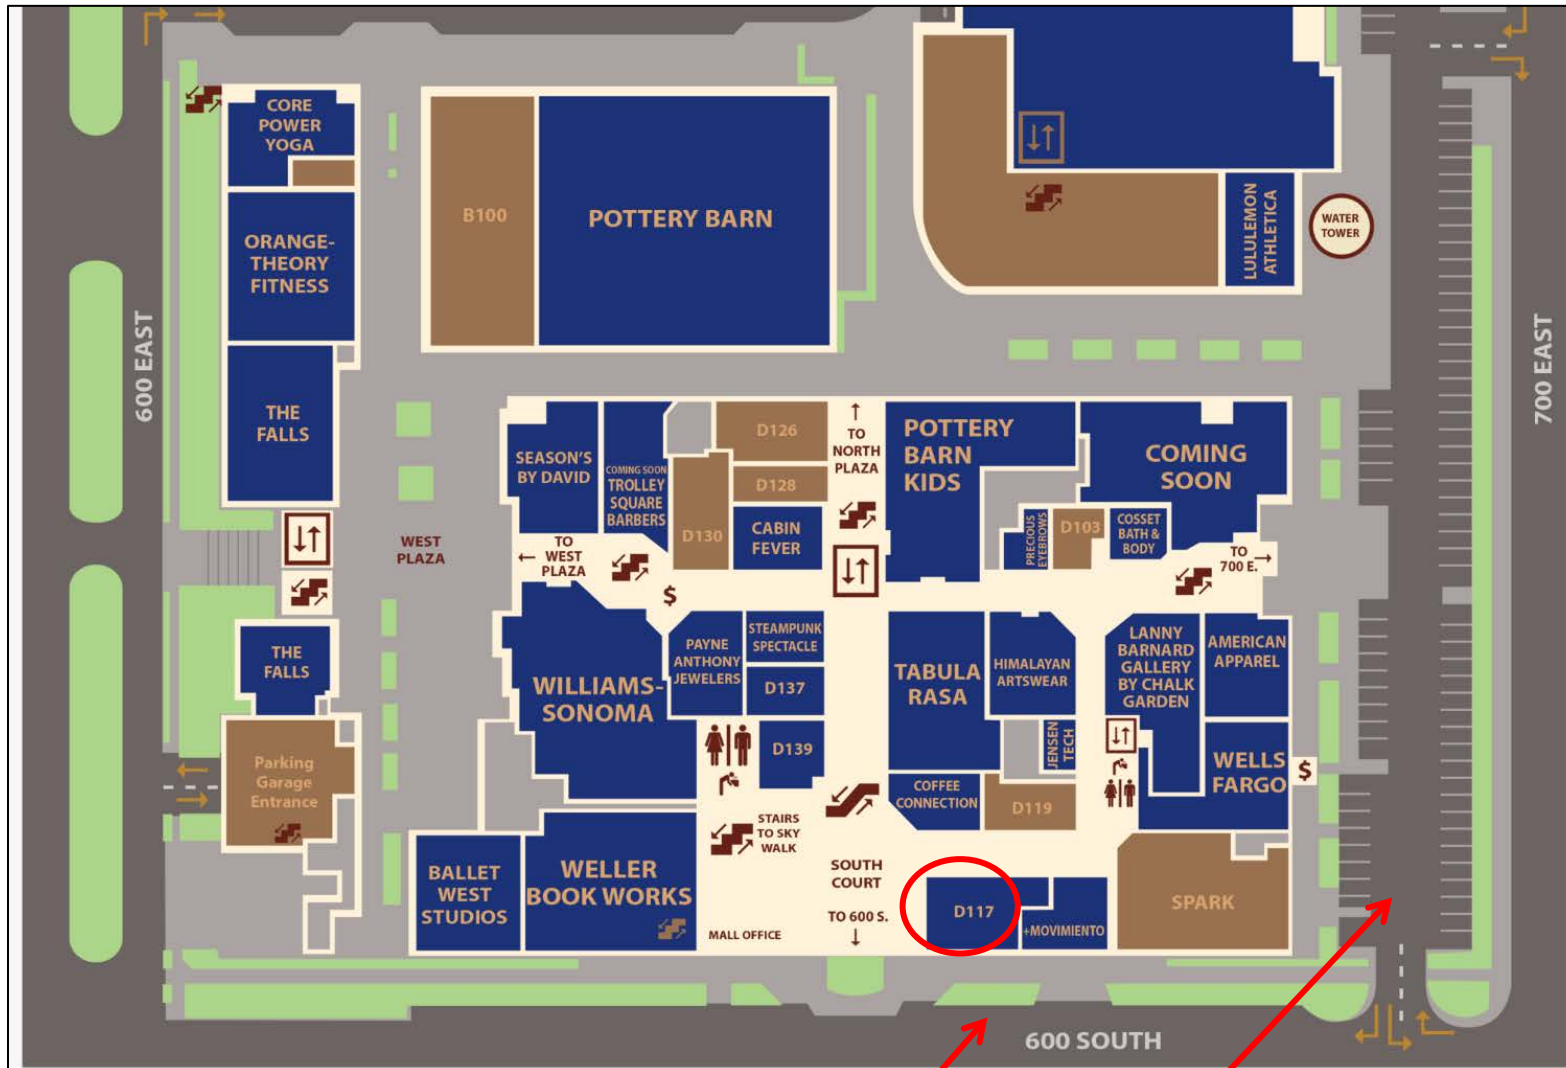 CORE
POWER
YOGA
ORANGE-
THEORY
FITNESS
THE
FALLS
600 EAST
B100
POTTERY BARN
LULULEMON
ATHLETICA
WATER
TOWER
700 EAST
SEASON'S
BY DAVID
COMING SOON
TROLLEY
SQUARE
BARBERS
D126
D128
D130
CABIN
FEVER
↑
TO
NORTH
PLAZA
POTTERY
BARN
KIDS
PRECIOUS
EYEBROWS
D103
COSSET
BATH &
BODY
COMING
SOON
TO
700 E. →
WEST
PLAZA
TO
← WEST
PLAZA
$
THE
FALLS
WILLIAMS-
SONOMA
PAYNE
ANTHONY
JEWELERS
STEAMPUNK
SPECTACLE
D137
D139
TABULA
RASA
HIMALAYAN
ARTSWEAR
JENSEN
TECH
LANNY
BARNARD
GALLERY
BY CHALK
GARDEN
AMERICAN
APPAREL
WELLS
FARGO
$
Parking
Garage
Entrance
COFFEE
CONNECTION
D119
STAIRS
TO SKY
WALK
BALLET
WEST
STUDIOS
WELLER
BOOK WORKS
MALL OFFICE
SOUTH
COURT
TO 600 S.
↓
D117
+MOVIMIENTO
SPARK
600 SOUTH